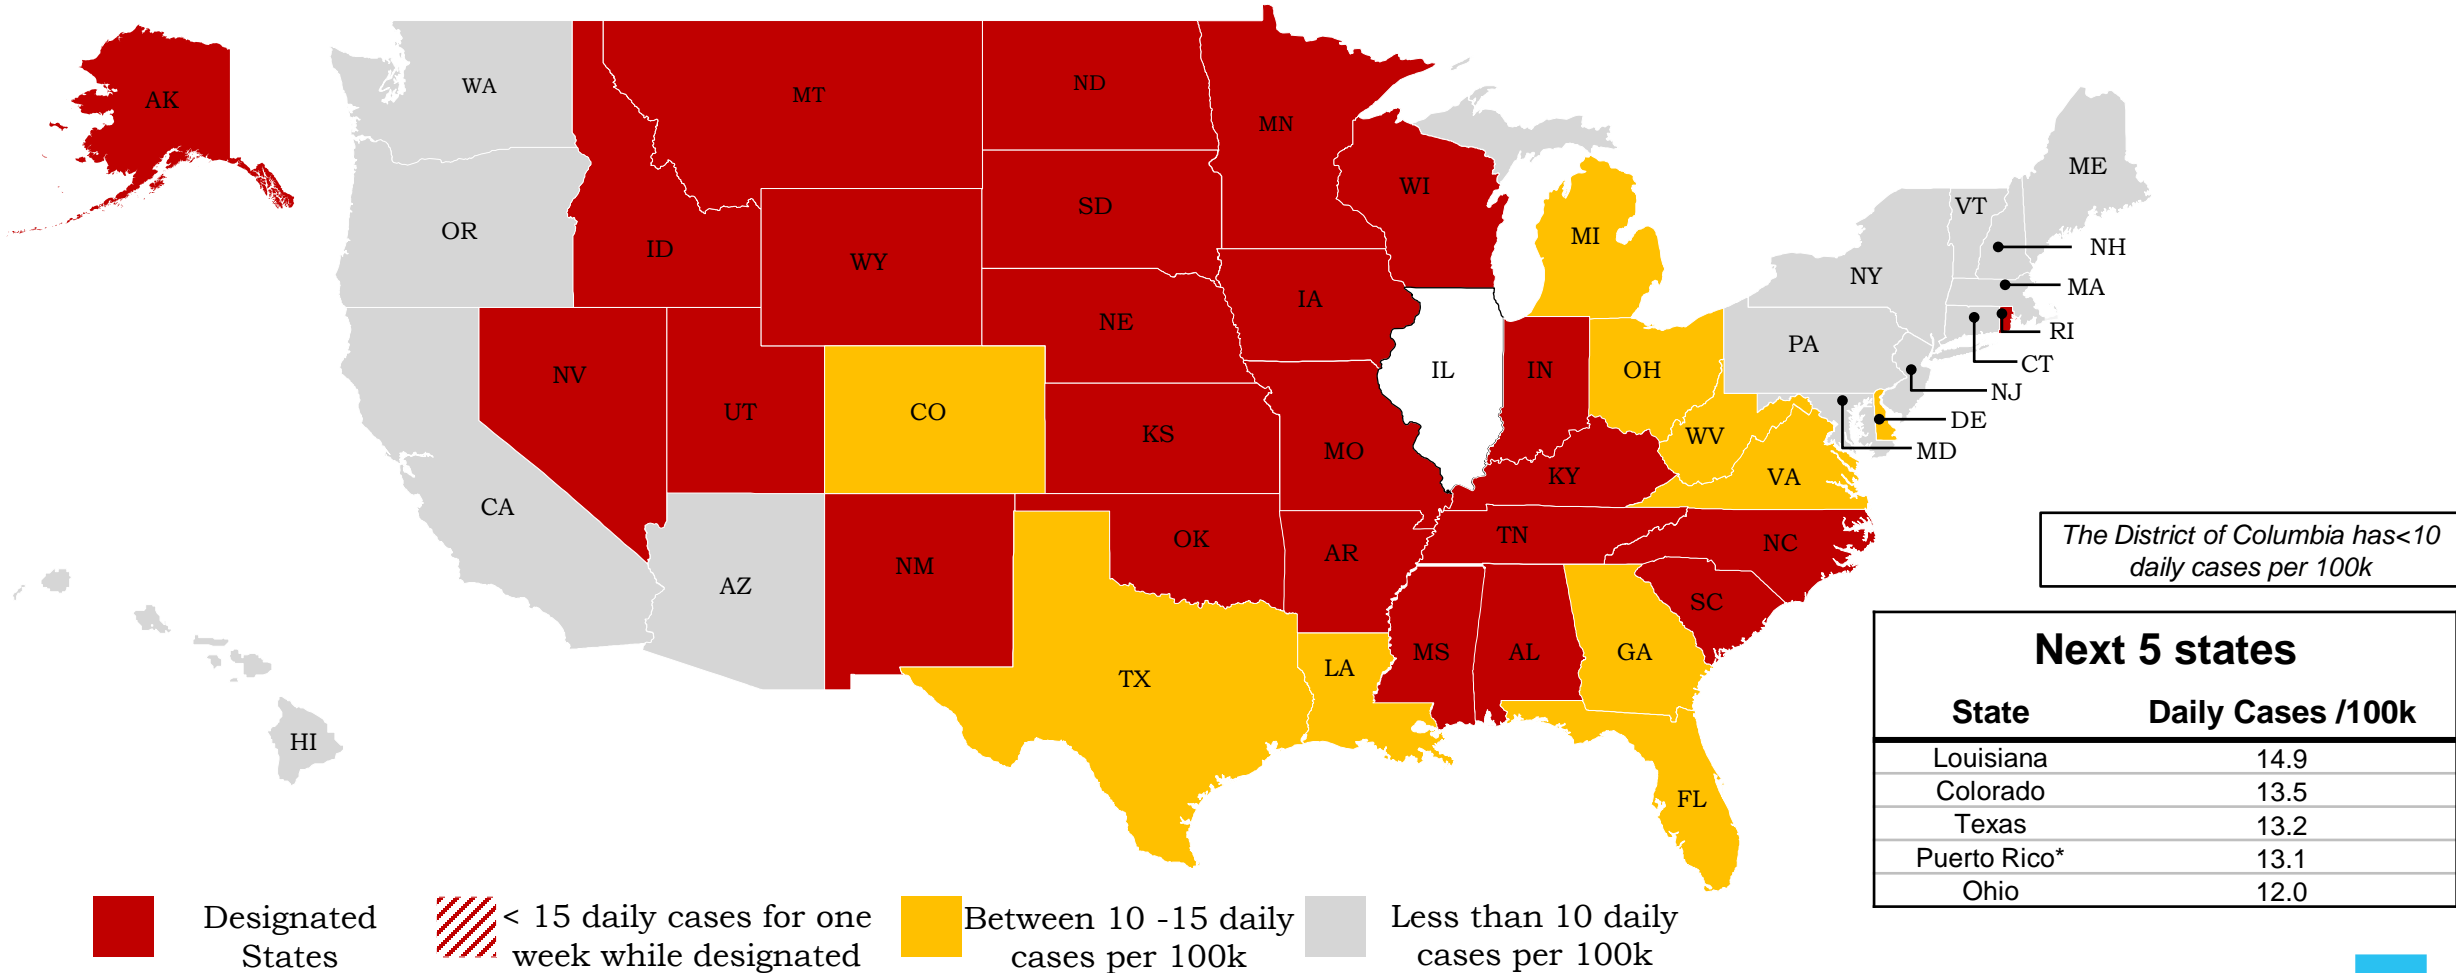 AK
WA
MT
ND
MN
ME
OR
ID
WY
SD
WI
MI
VT
NH
NY
MA
RI
CT
NJ
DE
MD
NV
UT
CO
NE
IA
IL
IN
OH
PA
WV
VA
KS
MO
KY
CA
AZ
NM
OK
AR
TN
NC
SC
TX
LA
MS
AL
GA
FL
HI
The District of Columbia has<10
daily cases per 100k
Next 5 states
State Daily Cases /100k
Louisiana 14.9
Colorado 13.5
Texas 13.2
Puerto Rico* 13.1
Ohio 12.0
Designated
States
< 15 daily cases for one
week while designated
Between 10 -15 daily
cases per 100k
Less than 10 daily
cases per 100k